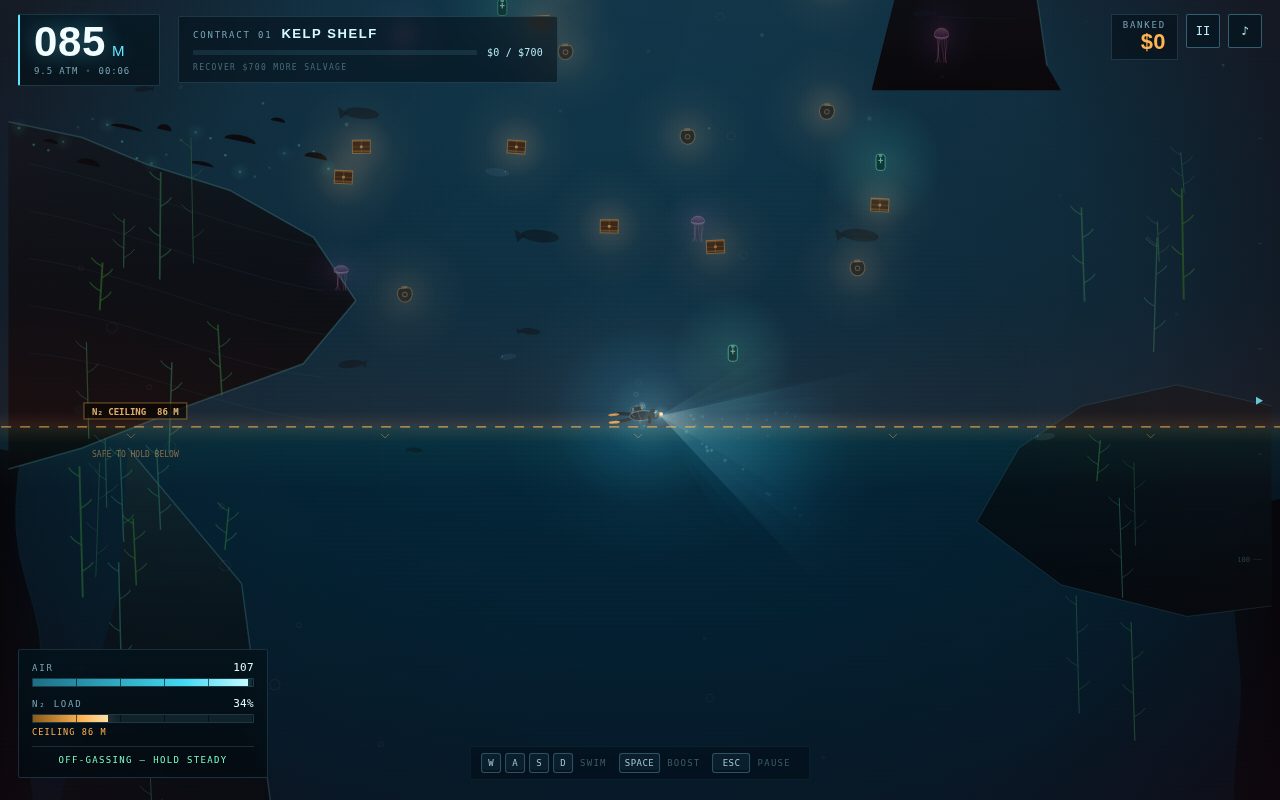 085 M
9.5 ATM · 00:06
CONTRACT 01 KELP SHELF
$0 / $700
RECOVER $700 MORE SALVAGE
BANKED
$0
II
♪
N₂ CEILING 86 M
SAFE TO HOLD BELOW
100
AIR 107
N₂ LOAD 34%
CEILING 86 M
OFF-GASSING — HOLD STEADY
W A S D SWIM SPACE BOOST ESC PAUSE